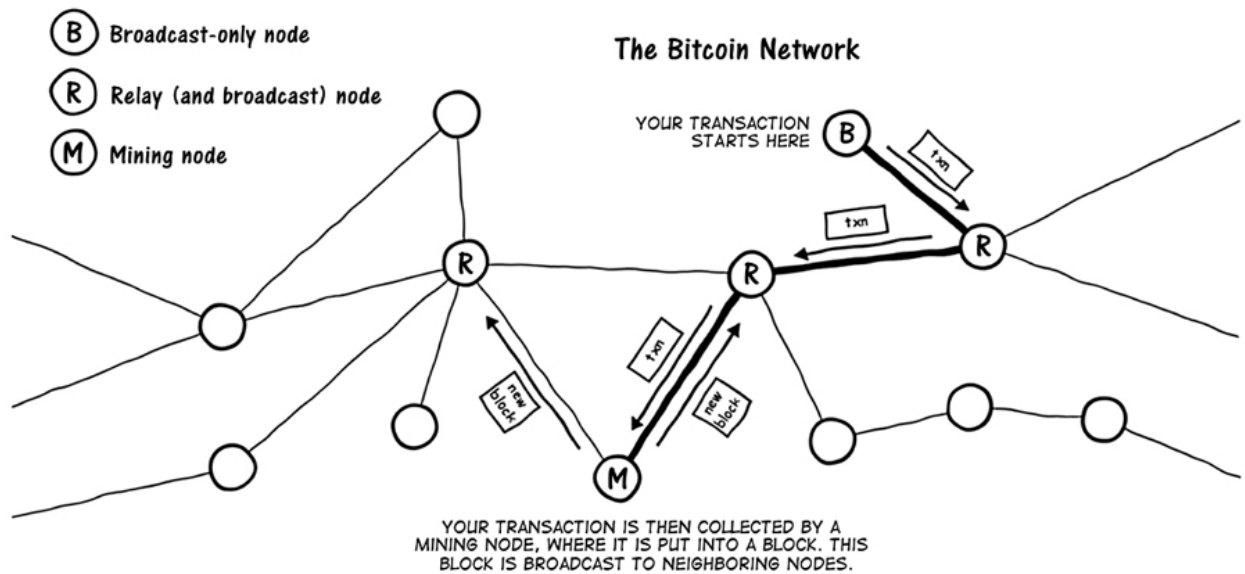 B Broadcast-only node
R Relay (and broadcast) node
M Mining node
The Bitcoin Network
YOUR TRANSACTION
STARTS HERE
B
txn
txn
R
R
R
txn
new
block
new
block
M
YOUR TRANSACTION IS THEN COLLECTED BY A
MINING NODE, WHERE IT IS PUT INTO A BLOCK. THIS
BLOCK IS BROADCAST TO NEIGHBORING NODES.